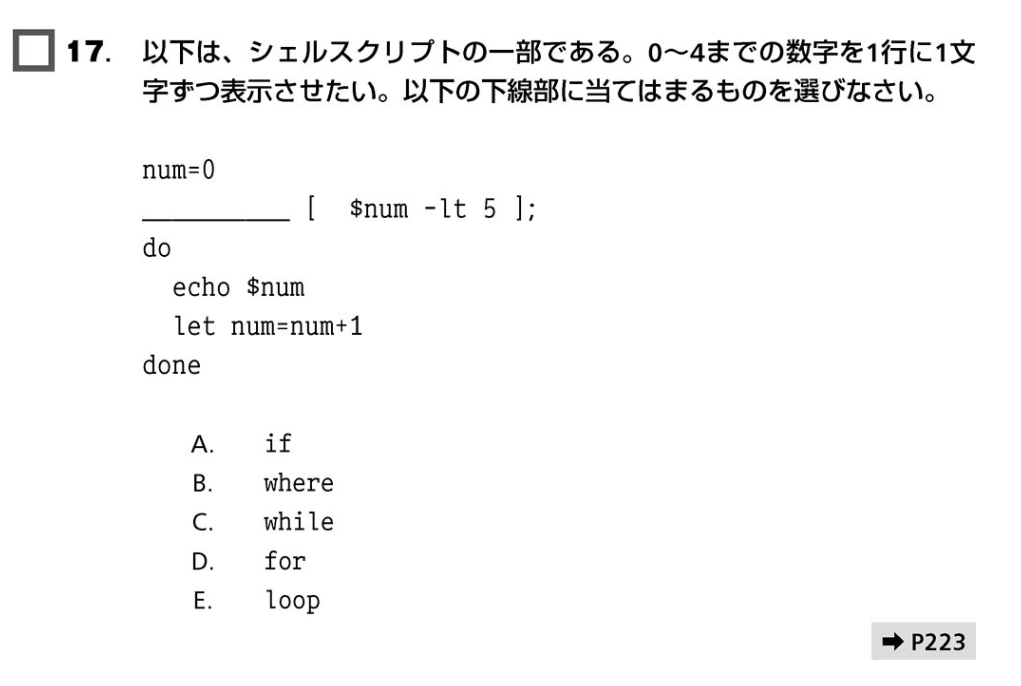 17. 以下は、シェルスクリプトの一部である。0〜4までの数字を1行に1文
字ずつ表示させたい。以下の下線部に当てはまるものを選びなさい。
num=0
__________ [ $num -lt 5 ];
do
echo $num
let num=num+1
done
A. if
B. where
C. while
D. for
E. loop
➡ P223